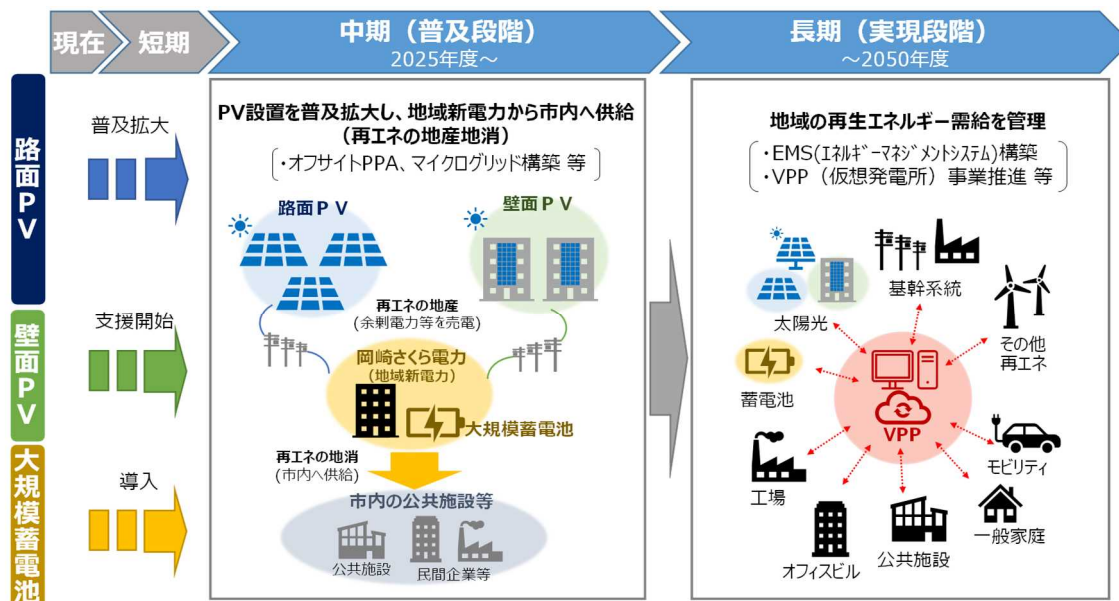 現在
短期
中期（普及段階）
2025年度～
長期（実現段階）
～2050年度
路面PV
普及拡大
壁面PV
支援開始
大規模蓄電池
導入
PV設置を普及拡大し、地域新電力から市内へ供給
（再エネの地産地消）
・オフサイトPPA、マイクログリッド構築 等
路面ＰＶ
壁面ＰＶ
再エネの地産
(余剰電力等を売電)
岡崎さくら電力
(地域新電力)
大規模蓄電池
再エネの地消
(市内へ供給)
市内の公共施設等
公共施設
民間企業等
地域の再生エネルギー需給を管理
・EMS(ｴﾈﾙｷﾞｰﾏﾈｼﾞﾒﾝﾄｼｽﾃﾑ)構築
・VPP（仮想発電所）事業推進 等
基幹系統
太陽光
その他
再エネ
蓄電池
VPP
モビリティ
工場
一般家庭
公共施設
オフィスビル